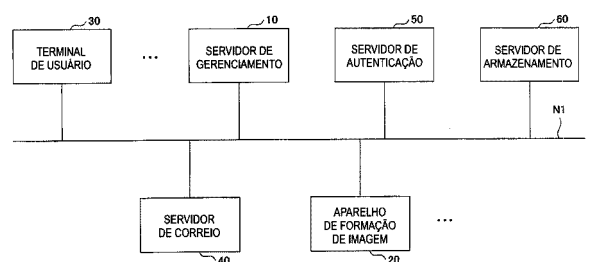 30
TERMINAL
DE USUÁRIO
...
10
SERVIDOR DE
GERENCIAMENTO
50
SERVIDOR DE
AUTENTICAÇÃO
60
SERVIDOR DE
ARMAZENAMENTO
N1
SERVIDOR
DE CORREIO
40
APARELHO
DE FORMAÇÃO
DE IMAGEM
20
...